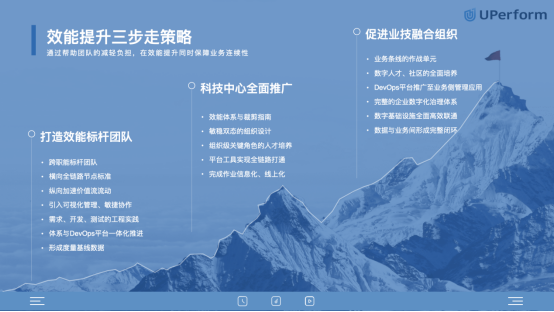 UPerform
效能提升三步走策略
通过帮助团队的减轻负担，在效能提升同时保障业务连续性
打造效能标杆团队
• 跨职能标杆团队
• 横向全链路节点标准
• 纵向加速价值流流动
• 引入可视化管理、敏捷协作
• 需求、开发、测试的工程实践
• 体系与DevOps平台一体化推进
• 形成度量基线数据
科技中心全面推广
• 效能体系与裁剪指南
• 敏稳双态的组织设计
• 组织级关键角色的人才培养
• 平台工具实现全链路打通
• 完成作业信息化、线上化
促进业技融合组织
• 业务条线的作战单元
• 数字人才、社区的全面培养
• DevOps平台推广至业务侧管理应用
• 完整的企业数字化治理体系
• 数字基础设施全面高效联通
• 数据与业务间形成完整闭环